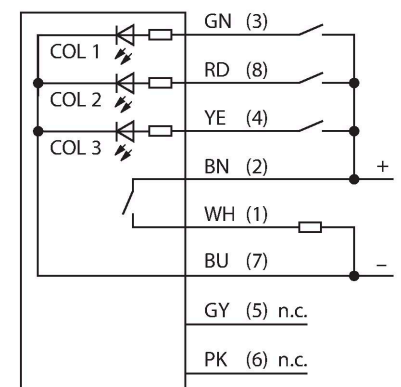 GN (3)
COL 1
RD (8)
COL 2
YE (4)
COL 3
BN (2) +
WH (1)
BU (7) –
GY (5) n.c.
PK (6) n.c.